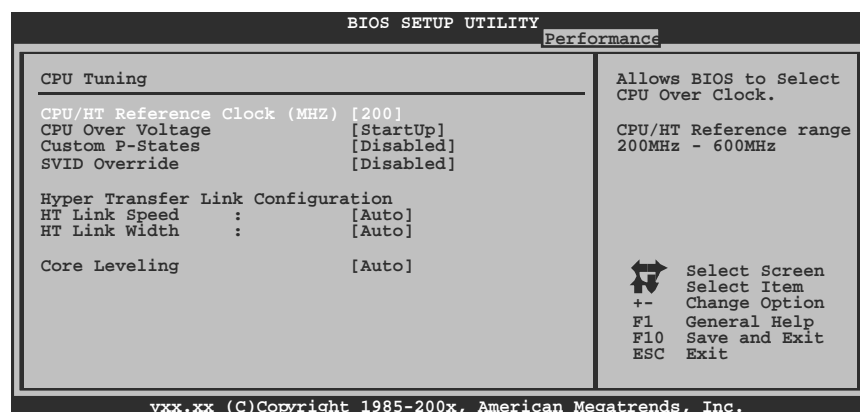 BIOS SETUP UTILITY
Performance
CPU Tuning
CPU/HT Reference Clock (MHZ) [200]
CPU Over Voltage [StartUp]
Custom P-States [Disabled]
SVID Override [Disabled]
Hyper Transfer Link Configuration
HT Link Speed : [Auto]
HT Link Width : [Auto]
Core Leveling [Auto]
Allows BIOS to Select
CPU Over Clock.
CPU/HT Reference range
200MHz - 600MHz
Select Screen
Select Item
+- Change Option
F1 General Help
F10 Save and Exit
ESC Exit
vxx.xx (C)Copyright 1985-200x, American Megatrends, Inc.